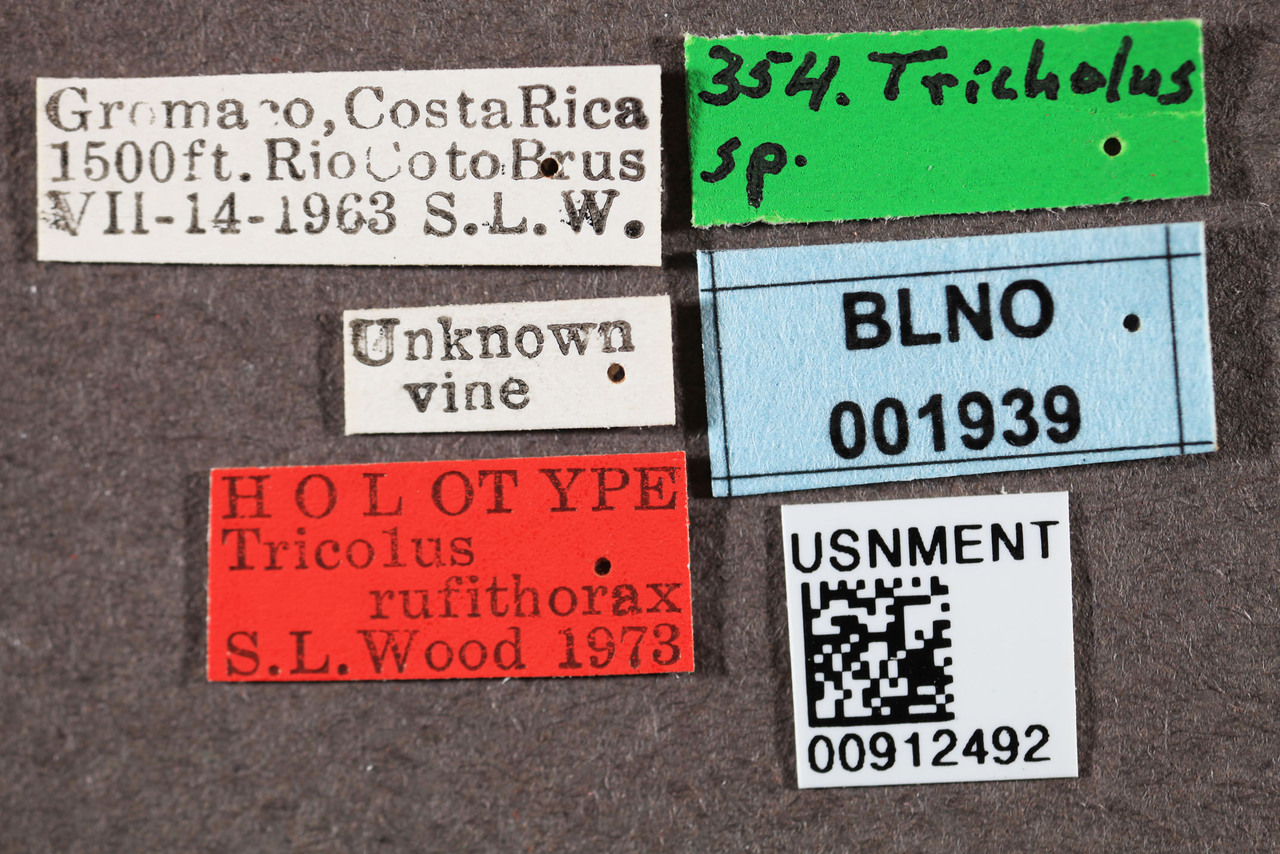 Gromaco, Costa Rica
1500ft. Rio Coto Brus
VII-14-1963 S.L.W.
Unknown
vine
HOLOTYPE
Tricolus
rufithorax
S.L. Wood 1973
354. Tricholus
sp.
BLNO
001939
USNMENT
00912492